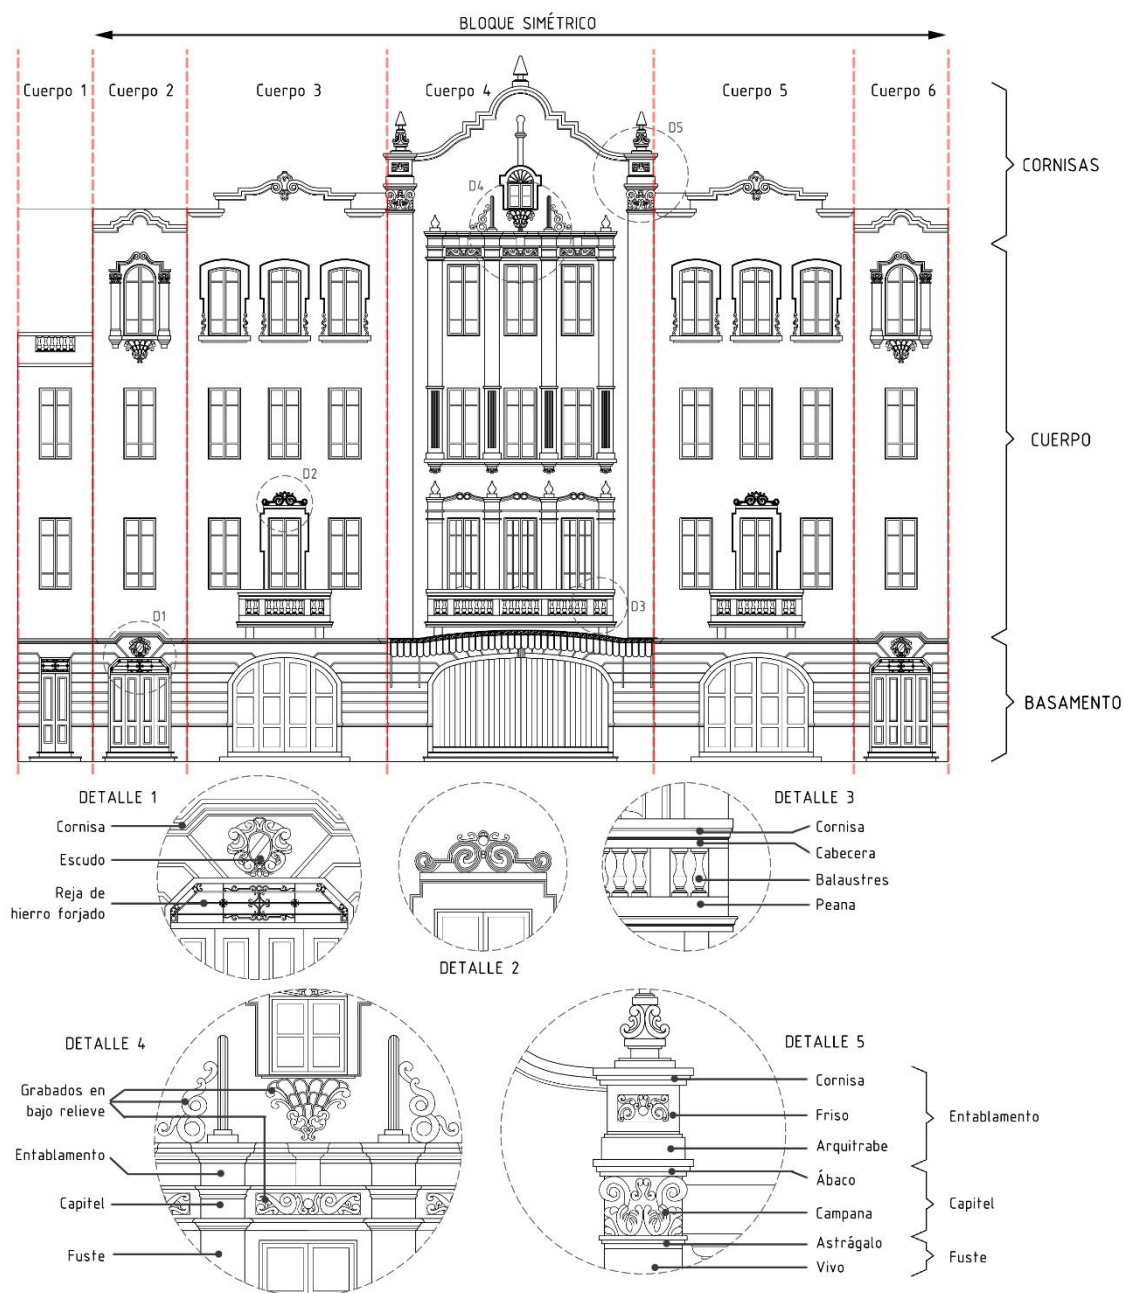 BLOQUE SIMÉTRICO
Cuerpo 1
Cuerpo 2
Cuerpo 3
Cuerpo 4
Cuerpo 5
Cuerpo 6
D5
CORNISAS
D4
CUERPO
D2
D3
D1
BASAMENTO
DETALLE 1
Cornisa
Escudo
Reja de
hierro forjado
DETALLE 2
DETALLE 3
Cornisa
Cabecera
Balaustres
Peana
DETALLE 4
Grabados en
bajo relieve
Entablamento
Capitel
Fuste
DETALLE 5
Cornisa
Friso
Arquitrabe
Entablamento
Ábaco
Campana
Capitel
Astrágalo
Vivo
Fuste